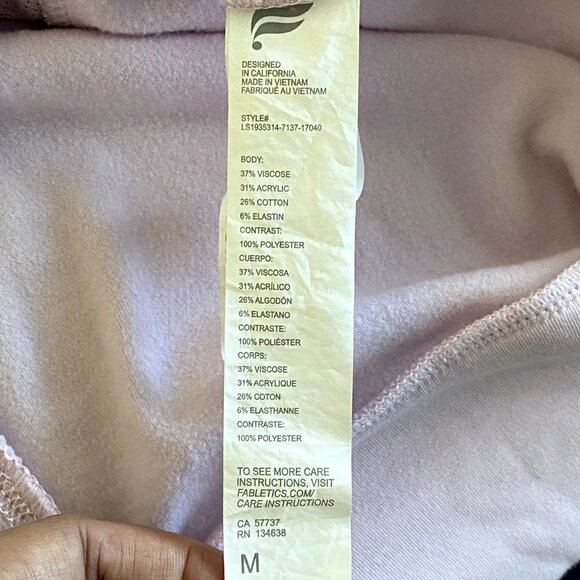 DESIGNED
IN CALIFORNIA
MADE IN VIETNAM
FABRIQUÉ AU VIETNAM
STYLE#
LS1935314-7137-17040
BODY:
37% VISCOSE
31% ACRYLIC
26% COTTON
6% ELASTIN
CONTRAST:
100% POLYESTER
CUERPO:
37% VISCOSA
31% ACRÍLICO
26% ALGODÓN
6% ELASTANO
CONTRASTE:
100% POLIÉSTER
CORPS:
37% VISCOSE
31% ACRYLIQUE
26% COTON
6% ELASTHANNE
CONTRASTE:
100% POLYESTER
TO SEE MORE CARE
INSTRUCTIONS, VISIT
FABLETICS.COM/
CARE INSTRUCTIONS
CA 57737
RN 134638
M